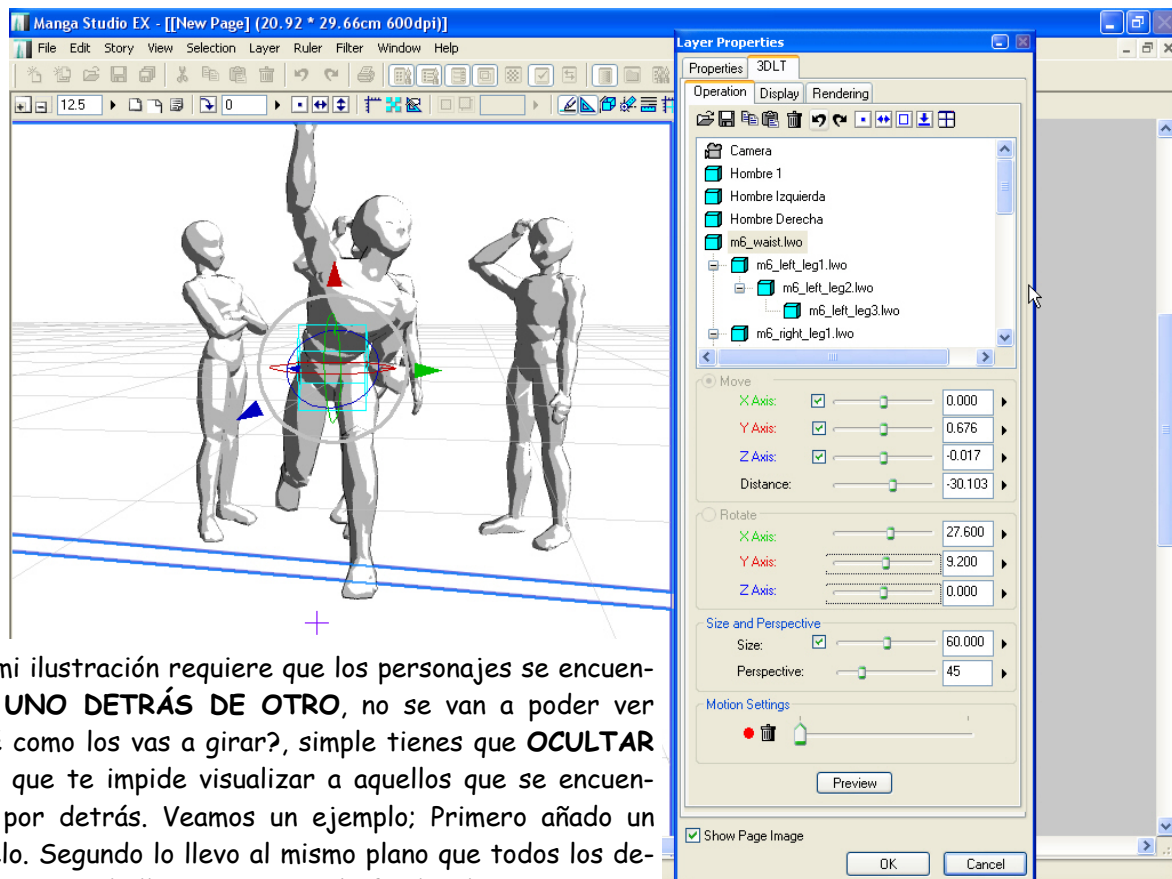 Manga Studio EX - [[New Page] (20.92 * 29.66cm 600dpi)]
File Edit Story View Selection Layer Ruler Filter Window Help
12.5
0
Layer Properties
Properties 3DLT
Operation Display Rendering
Camera
Hombre 1
Hombre Izquierda
Hombre Derecha
m6_waist.lwo
m6_left_leg1.lwo
m6_left_leg2.lwo
m6_left_leg3.lwo
m6_right_leg1.lwo
Move
X Axis: 0.000
Y Axis: 0.676
Z Axis: -0.017
Distance: -30.103
Rotate
X Axis: 27.600
Y Axis: 9.200
Z Axis: 0.000
Size and Perspective
Size: 60.000
Perspective: 45
Motion Settings
Preview
Show Page Image
OK Cancel
mi ilustración requiere que los personajes se encuen-
UNO DETRÁS DE OTRO, no se van a poder ver
como los vas a girar?, simple tienes que OCULTAR
que te impide visualizar a aquellos que se encuen-
por detrás. Veamos un ejemplo; Primero añado un
lo. Segundo lo llevo al mismo plano que todos los de-